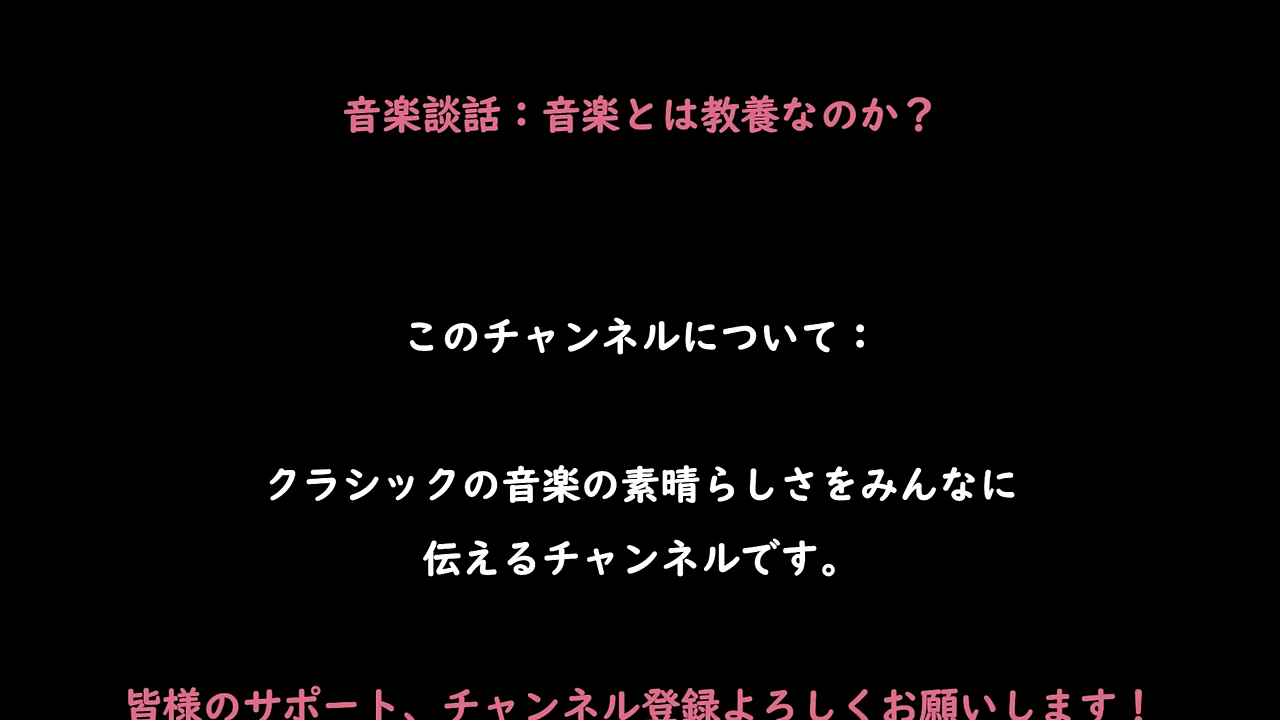 音楽談話：音楽とは教養なのか？
このチャンネルについて：
クラシックの音楽の素晴らしさをみんなに
伝えるチャンネルです。
皆様のサポート、チャンネル登録よろしくお願いします！